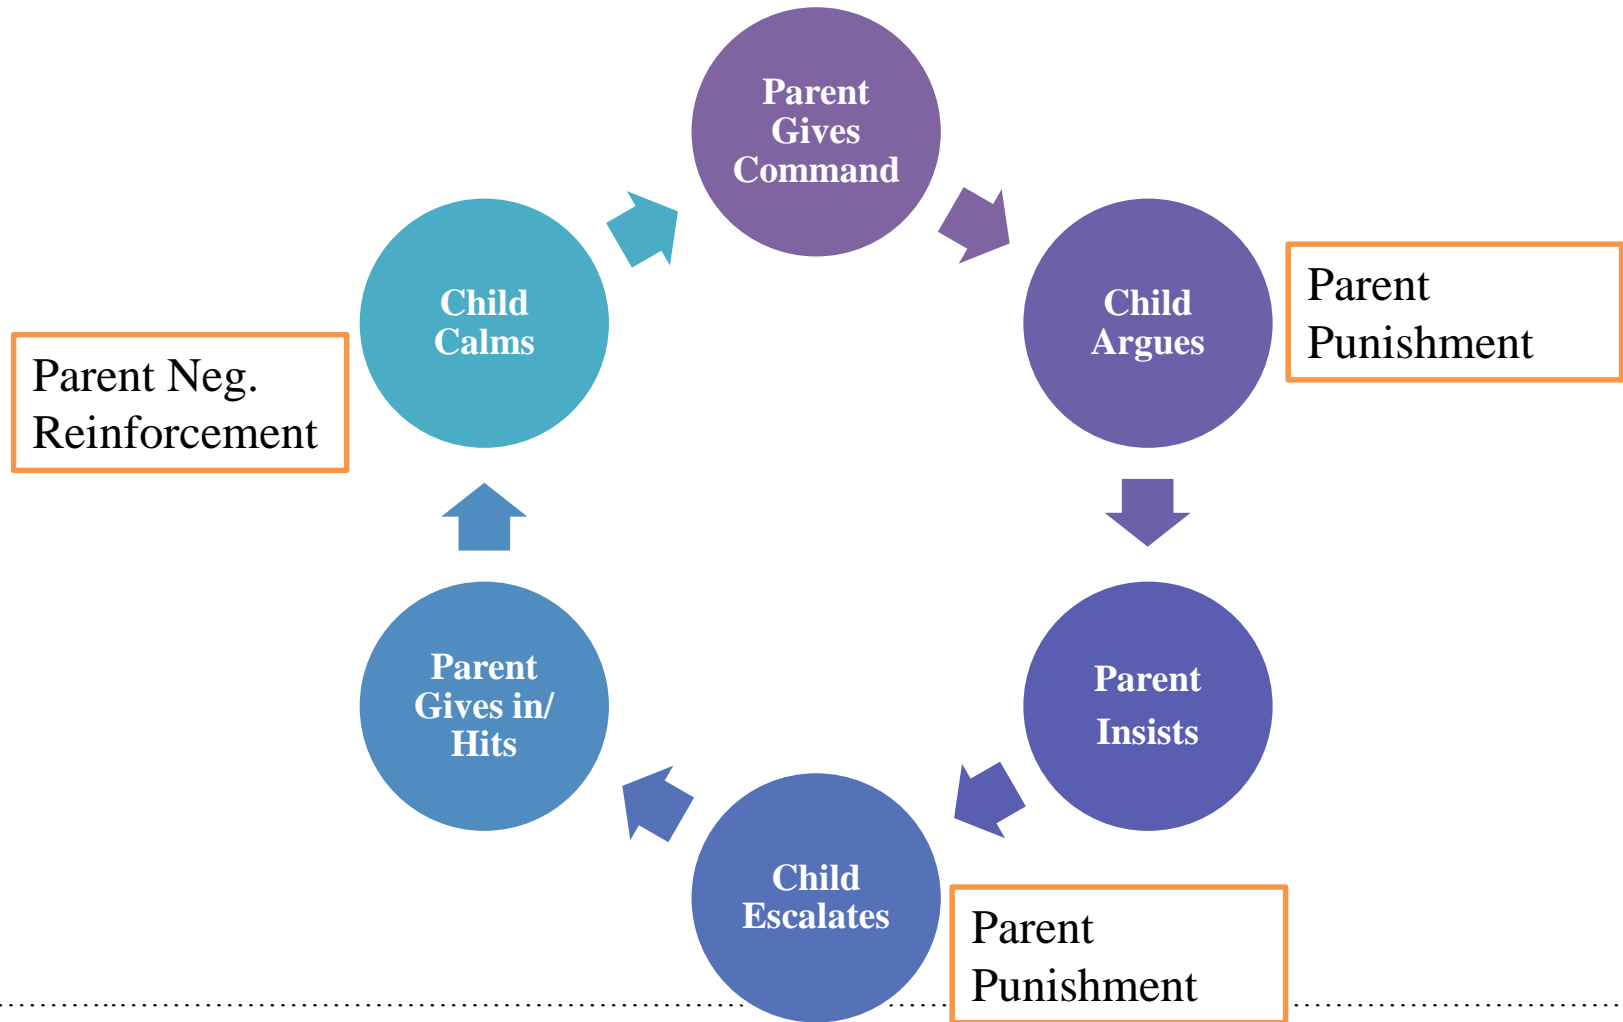 Parent
Gives
Command
Child
Argues
Parent
Punishment
Parent
Insists
Child
Escalates
Parent
Punishment
Parent
Gives in/
Hits
Child
Calms
Parent Neg.
Reinforcement